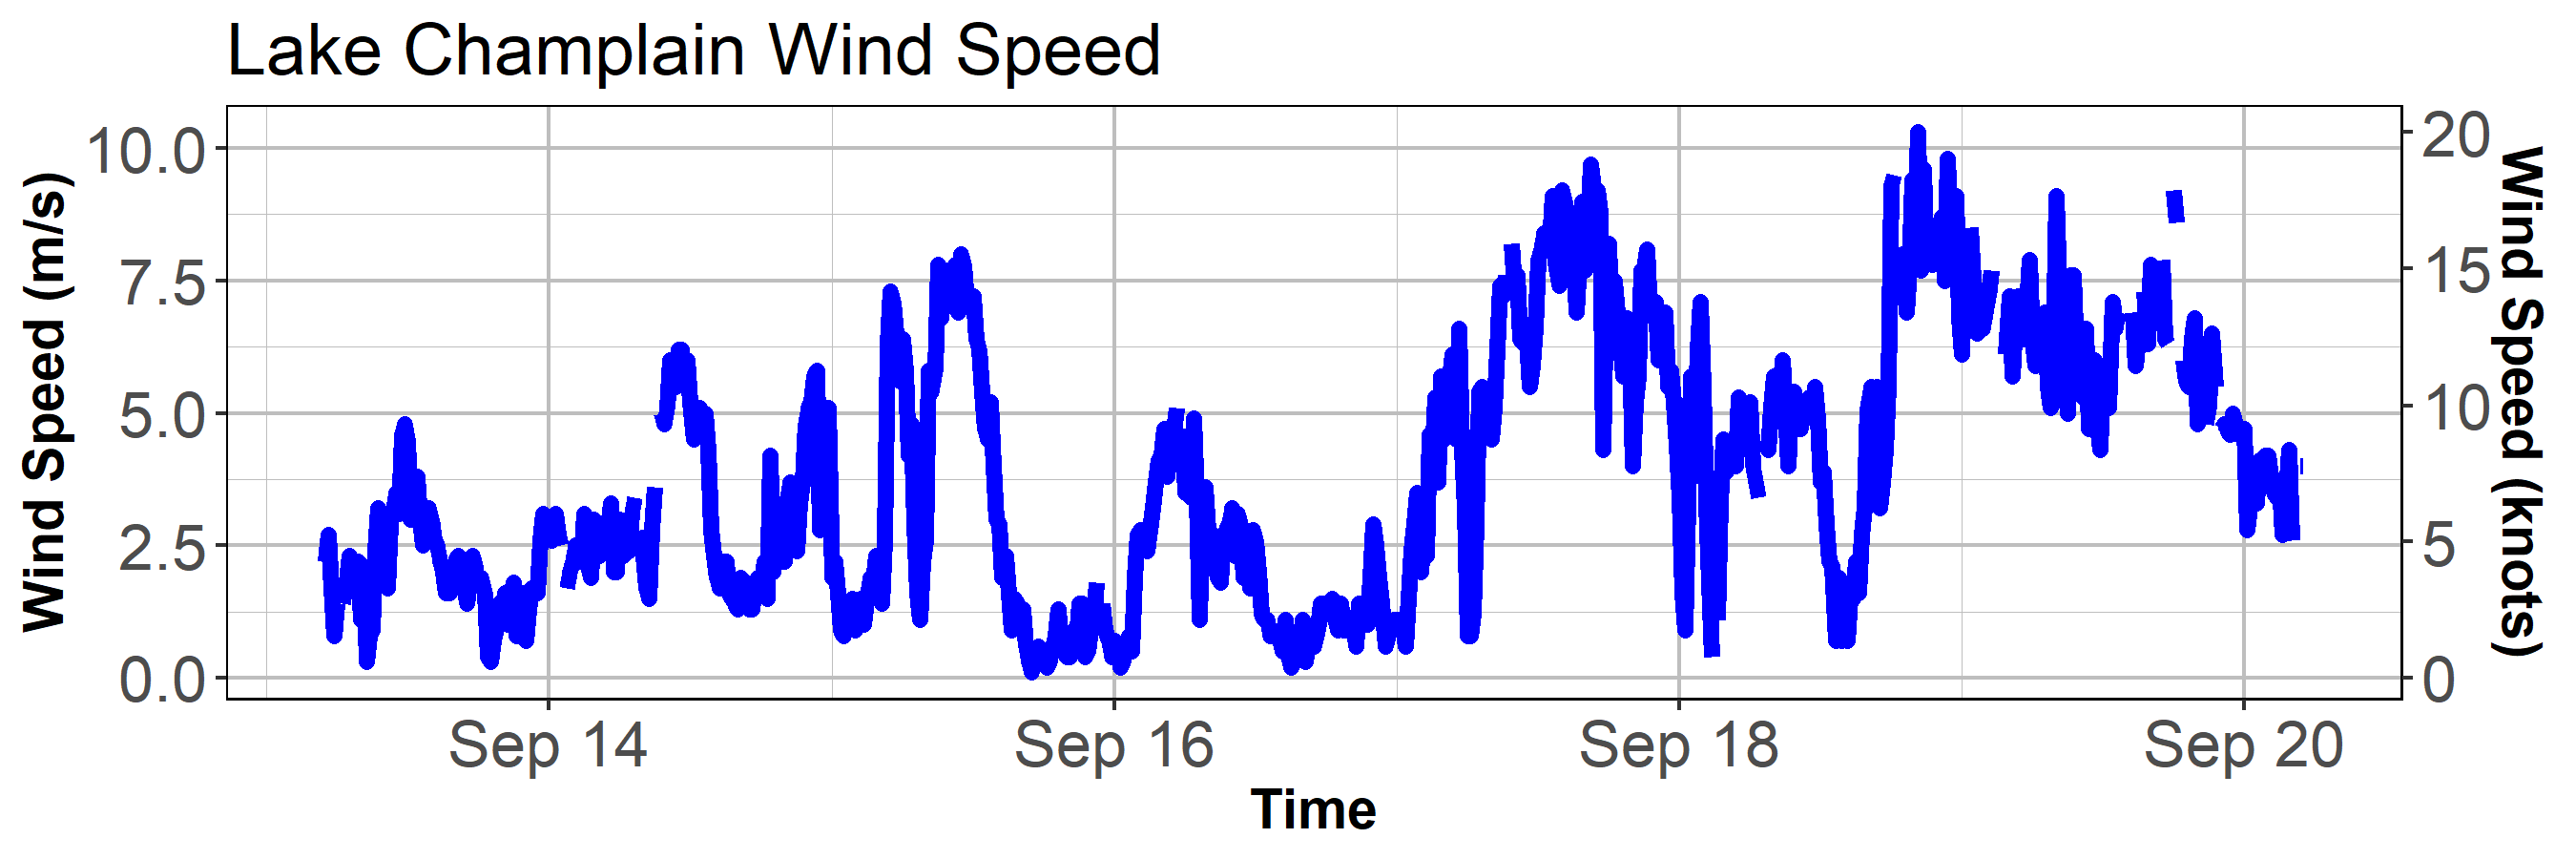 Lake Champlain Wind Speed
Wind Speed (m/s)
10.0
7.5
5.0
2.5
0.0
20
15
10
5
0
Wind Speed (knots)
Sep 14
Sep 16
Sep 18
Sep 20
Time